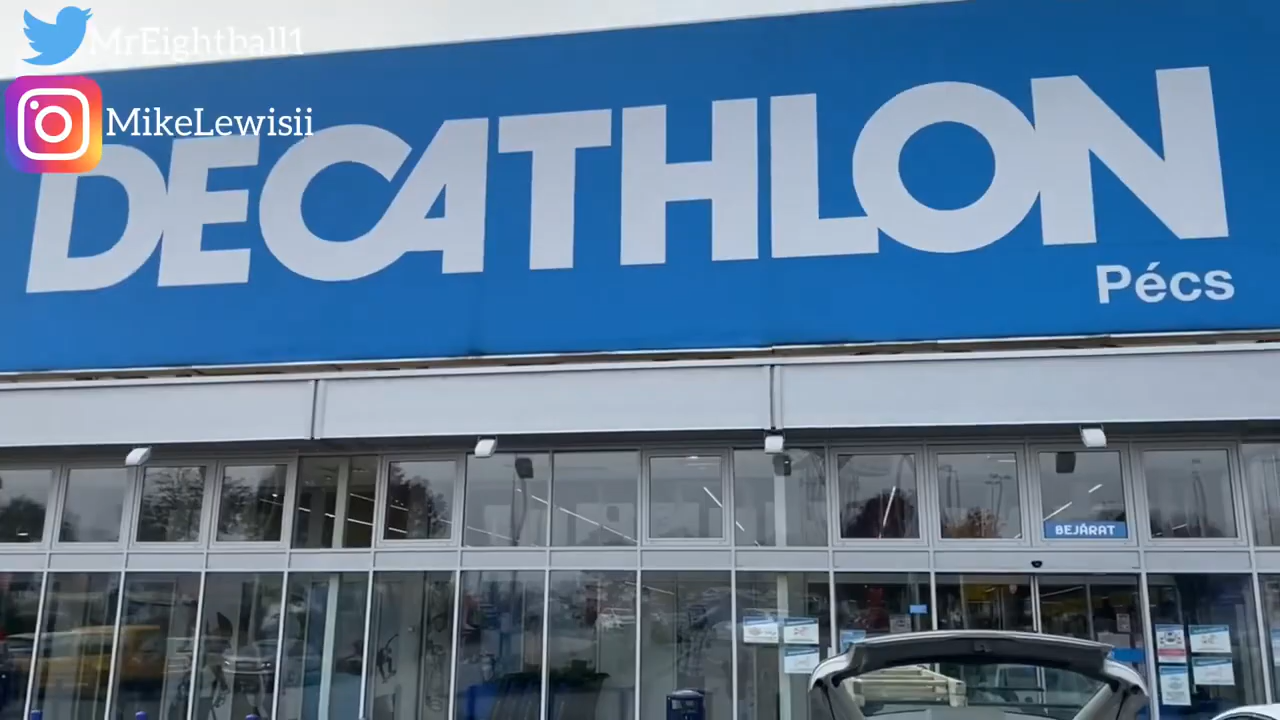 MrEightball1
MikeLewisii
DECATHLON
Pécs
BEJÁRAT